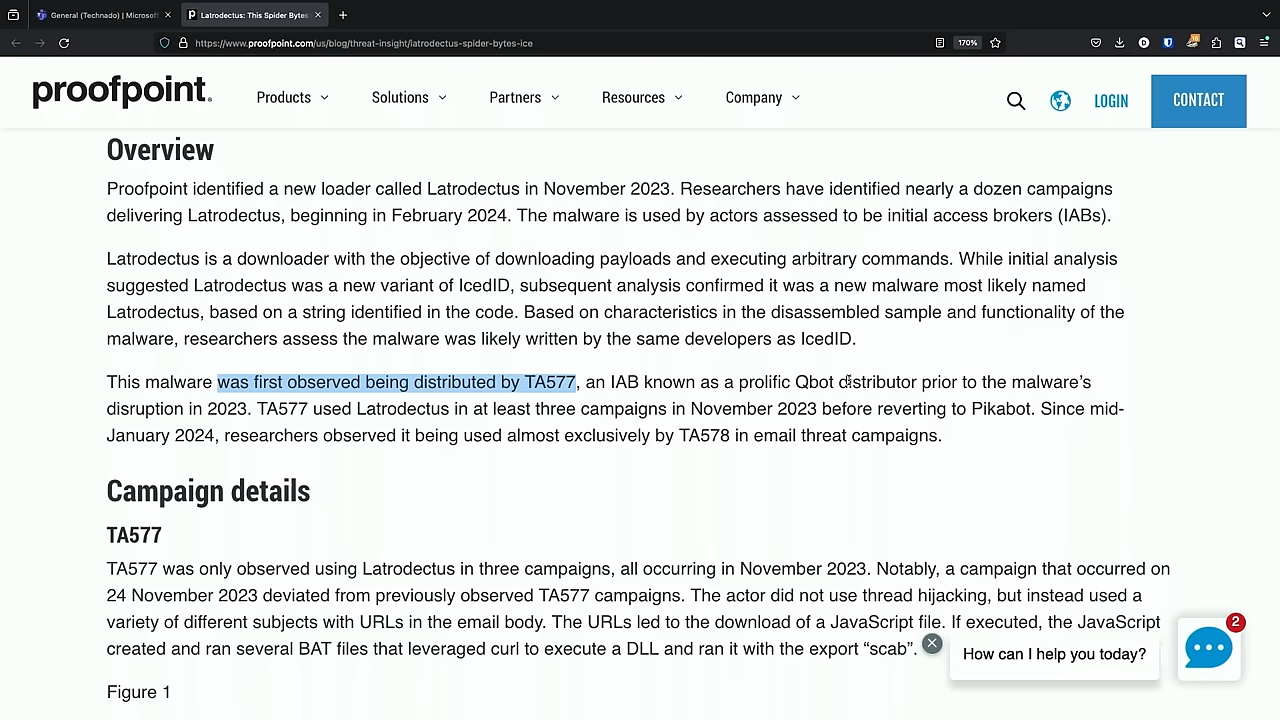 General (Technado) | Microsof
Latrodectus: This Spider Bytes
https://www.proofpoint.com/us/blog/threat-insight/latrodectus-spider-bytes-ice
170%
proofpoint.
Products
Solutions
Partners
Resources
Company
LOGIN
CONTACT
Overview
Proofpoint identified a new loader called Latrodectus in November 2023. Researchers have identified nearly a dozen campaigns
delivering Latrodectus, beginning in February 2024. The malware is used by actors assessed to be initial access brokers (IABs).
Latrodectus is a downloader with the objective of downloading payloads and executing arbitrary commands. While initial analysis
suggested Latrodectus was a new variant of IcedID, subsequent analysis confirmed it was a new malware most likely named
Latrodectus, based on a string identified in the code. Based on characteristics in the disassembled sample and functionality of the
malware, researchers assess the malware was likely written by the same developers as IcedID.
This malware was first observed being distributed by TA577, an IAB known as a prolific Qbot distributor prior to the malware’s
disruption in 2023. TA577 used Latrodectus in at least three campaigns in November 2023 before reverting to Pikabot. Since mid-
January 2024, researchers observed it being used almost exclusively by TA578 in email threat campaigns.
Campaign details
TA577
TA577 was only observed using Latrodectus in three campaigns, all occurring in November 2023. Notably, a campaign that occurred on
24 November 2023 deviated from previously observed TA577 campaigns. The actor did not use thread hijacking, but instead used a
variety of different subjects with URLs in the email body. The URLs led to the download of a JavaScript file. If executed, the JavaScript
created and ran several BAT files that leveraged curl to execute a DLL and ran it with the export “scab”.
How can I help you today?
2
Figure 1